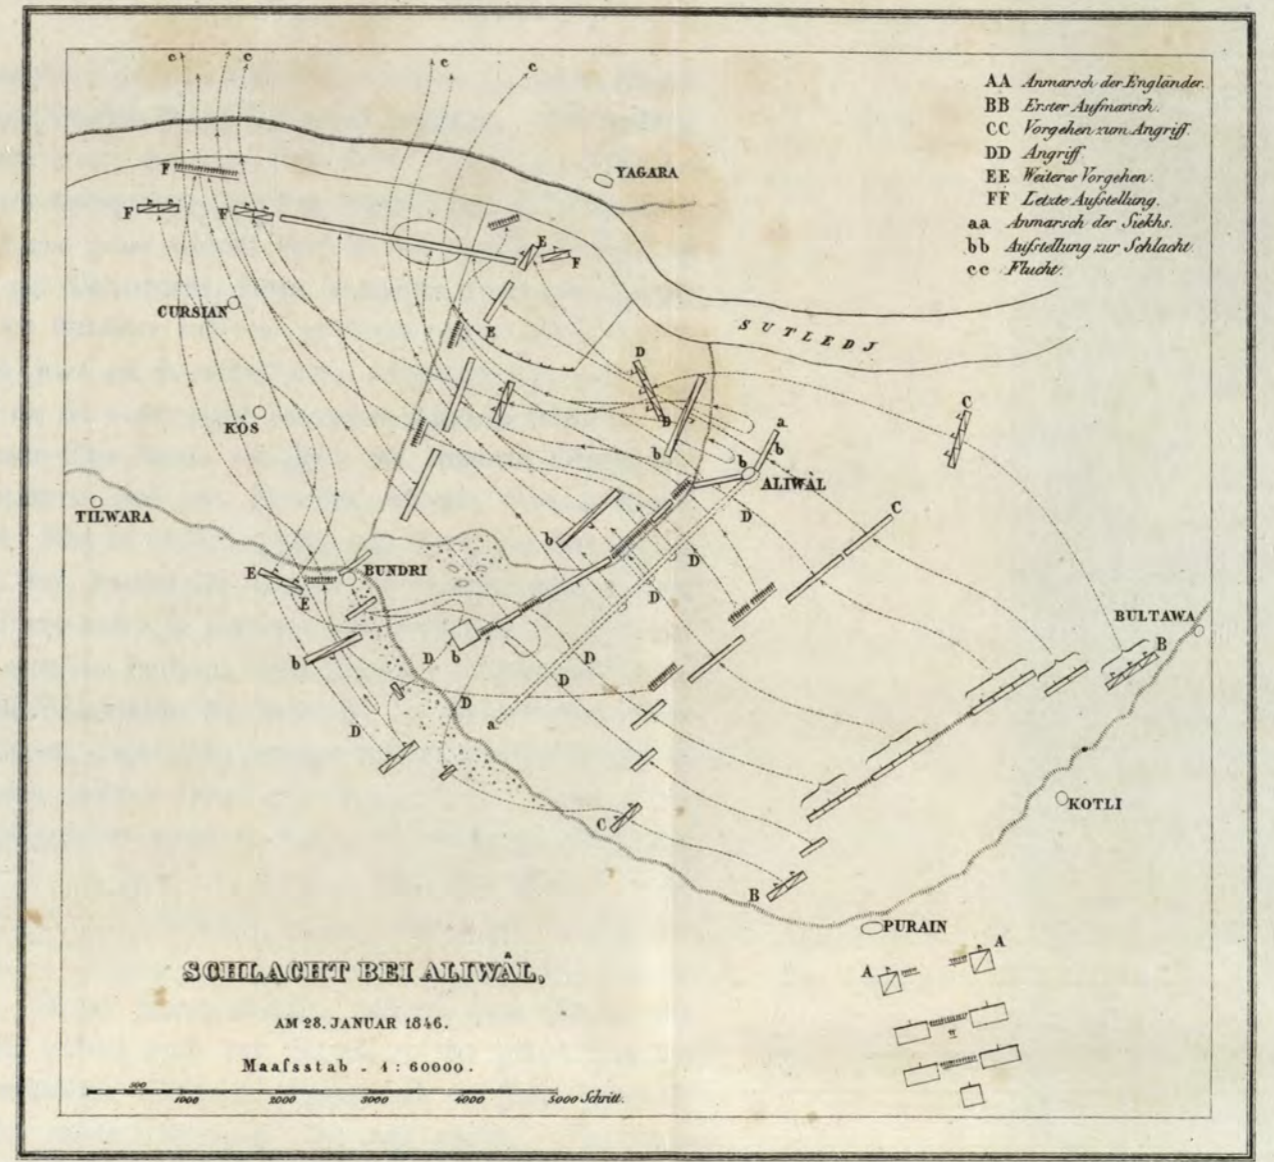 c c c c
AA Anmarsch der Engländer.
BB Erster Aufmarsch.
CC Vorgehen zum Angriff.
DD Angriff.
EE Weiteres Vorgehen.
FF Letzte Aufstellung.
aa Anmarsch der Siekhs.
bb Aufstellung zur Schlacht.
cc Flucht.
F
YAGARA
F F
E
F
CURSIAN
E
SUTLEDJ
D
C
KÔS
D
a
b
b
b
ALIWÂL
TILWARA
C
D
b
E
BUNDRI
D
E
D
BULTAWA
B
b
b
D
D
D
D
a
D
KOTLI
C
B
PURAIN
A
A
SCHLACHT BEI ALIWÂL,
AM 28. JANUAR 1846.
Maafsstab - 1 : 60000.
500
1000 2000 3000 4000 5000 Schritt.